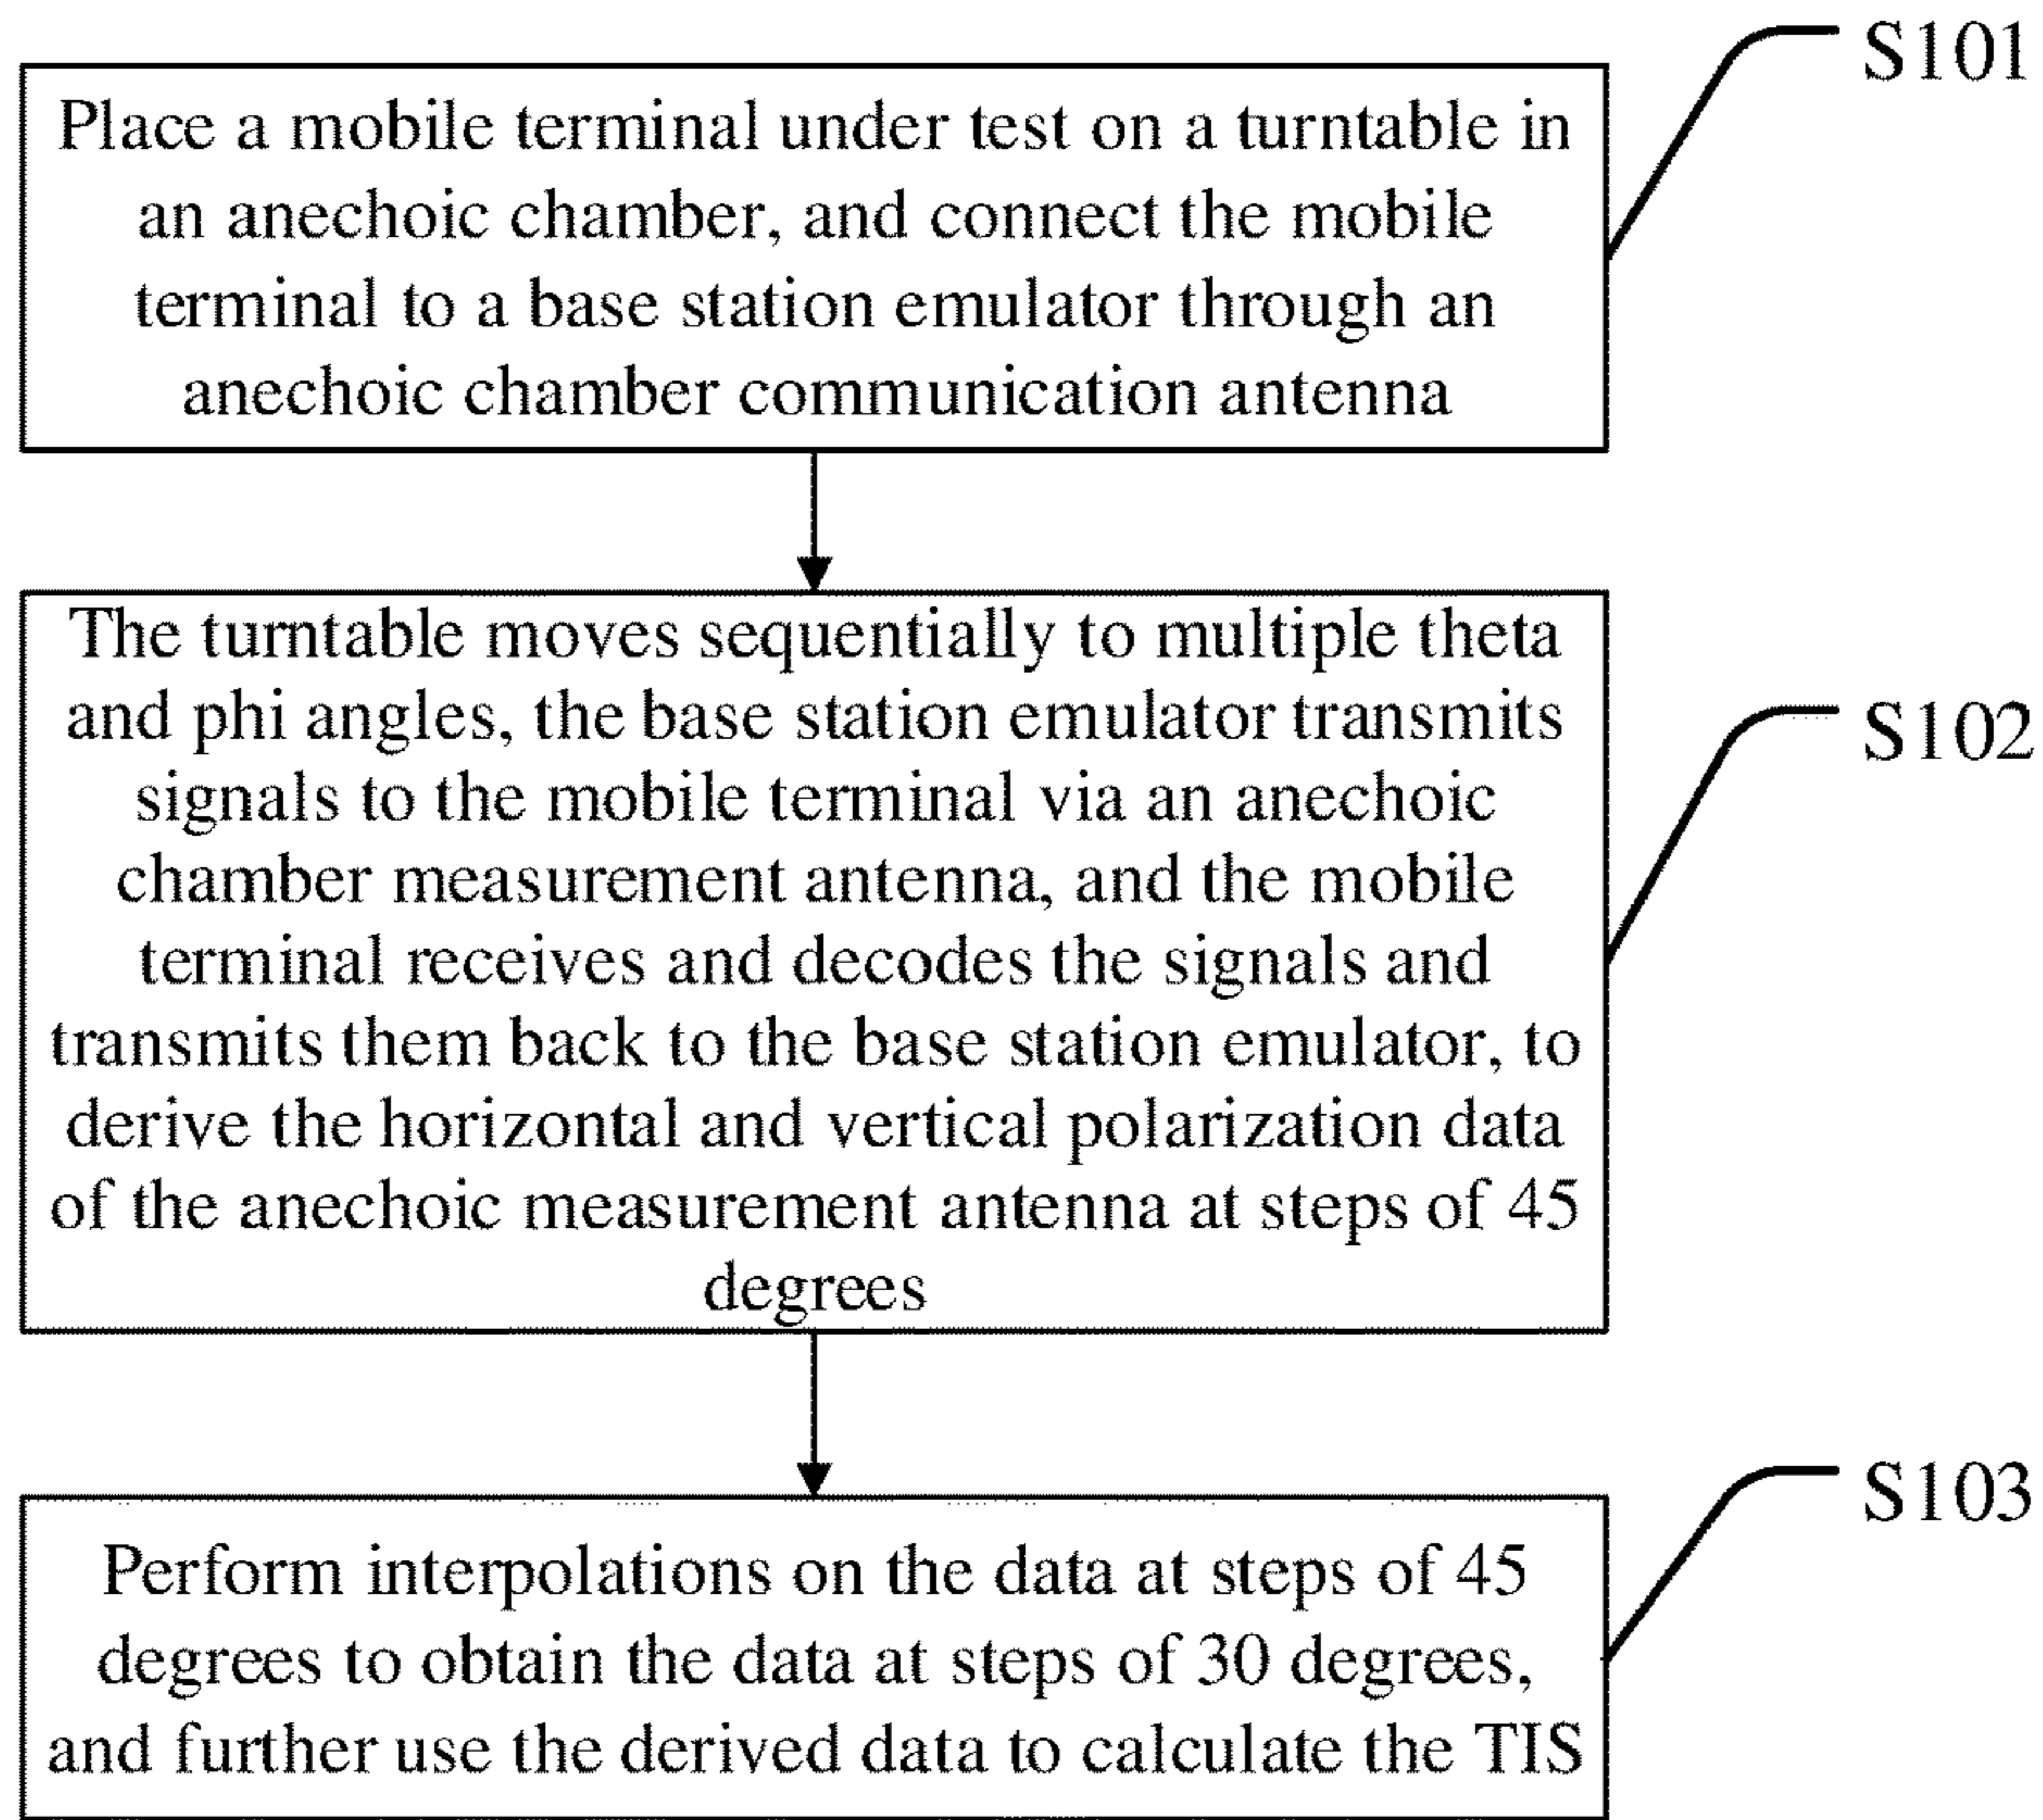 S101
Place a mobile terminal under test on a turntable in
an anechoic chamber, and connect the mobile
terminal to a base station emulator through an
anechoic chamber communication antenna
The turntable moves sequentially to multiple theta
and phi angles, the base station emulator transmits
signals to the mobile terminal via an anechoic
chamber measurement antenna, and the mobile
terminal receives and decodes the signals and
transmits them back to the base station emulator, to
derive the horizontal and vertical polarization data
of the anechoic measurement antenna at steps of 45
degrees
S102
S103
Perform interpolations on the data at steps of 45
degrees to obtain the data at steps of 30 degrees,
and further use the derived data to calculate the TIS